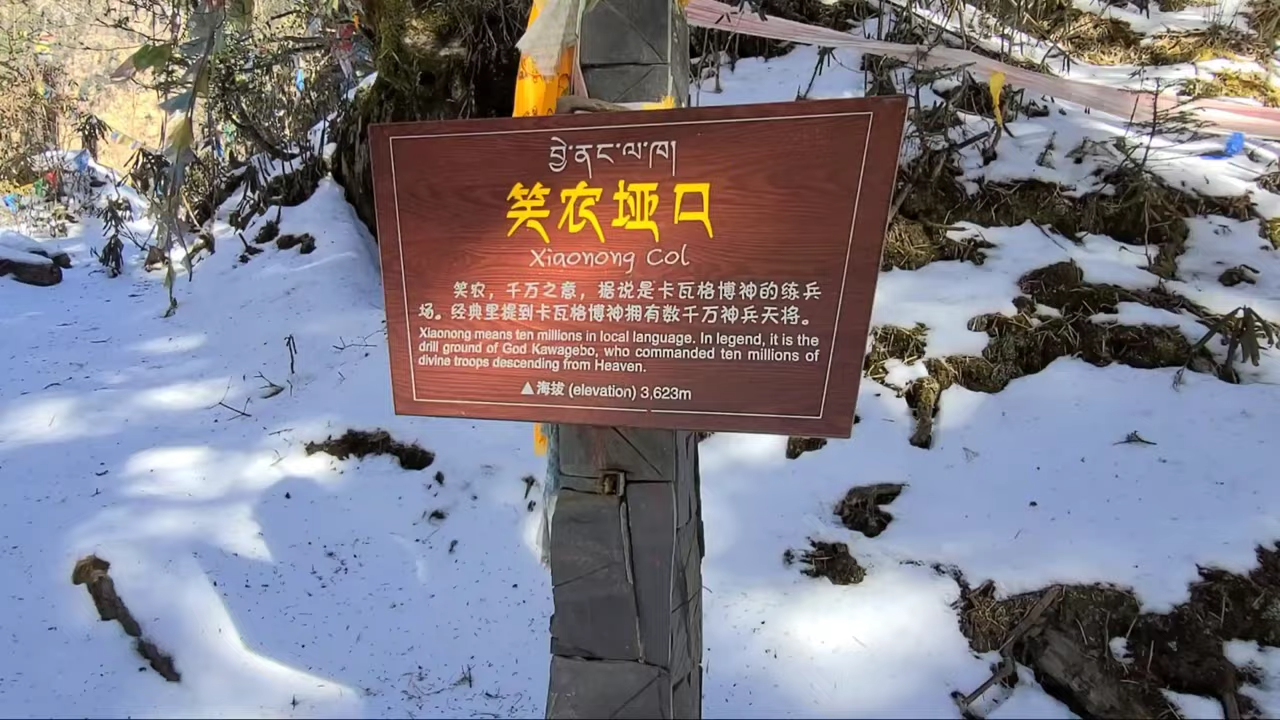 བྱེ་ནང་ལ་ཁ།
笑农垭口
Xiaonong Col
笑农，千万之意，据说是卡瓦格博神的练兵
场。经典里提到卡瓦格博神拥有数千万神兵天将。
Xiaonong means ten millions in local language. In legend, it is the
drill ground of God Kawagebo, who commanded ten millions of
divine troops descending from Heaven.
▲海拔 (elevation) 3,623m